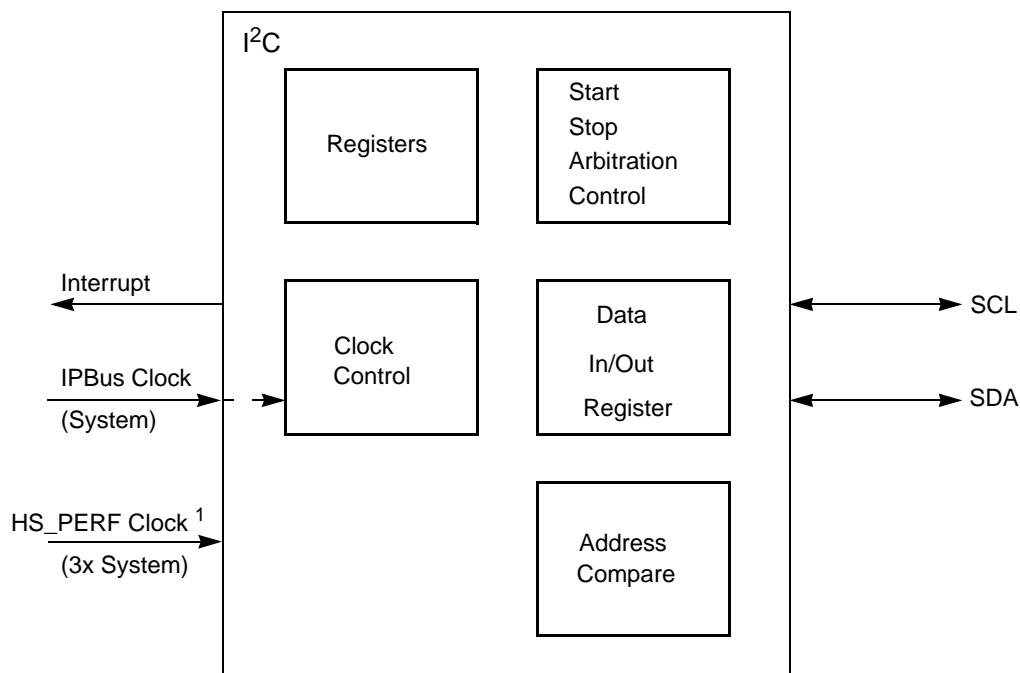 I²C
Registers
Start
Stop
Arbitration
Control
Interrupt
IPBus Clock
(System)
HS_PERF Clock ¹
(3x System)
Clock
Control
Data
In/Out
Register
Address
Compare
SCL
SDA